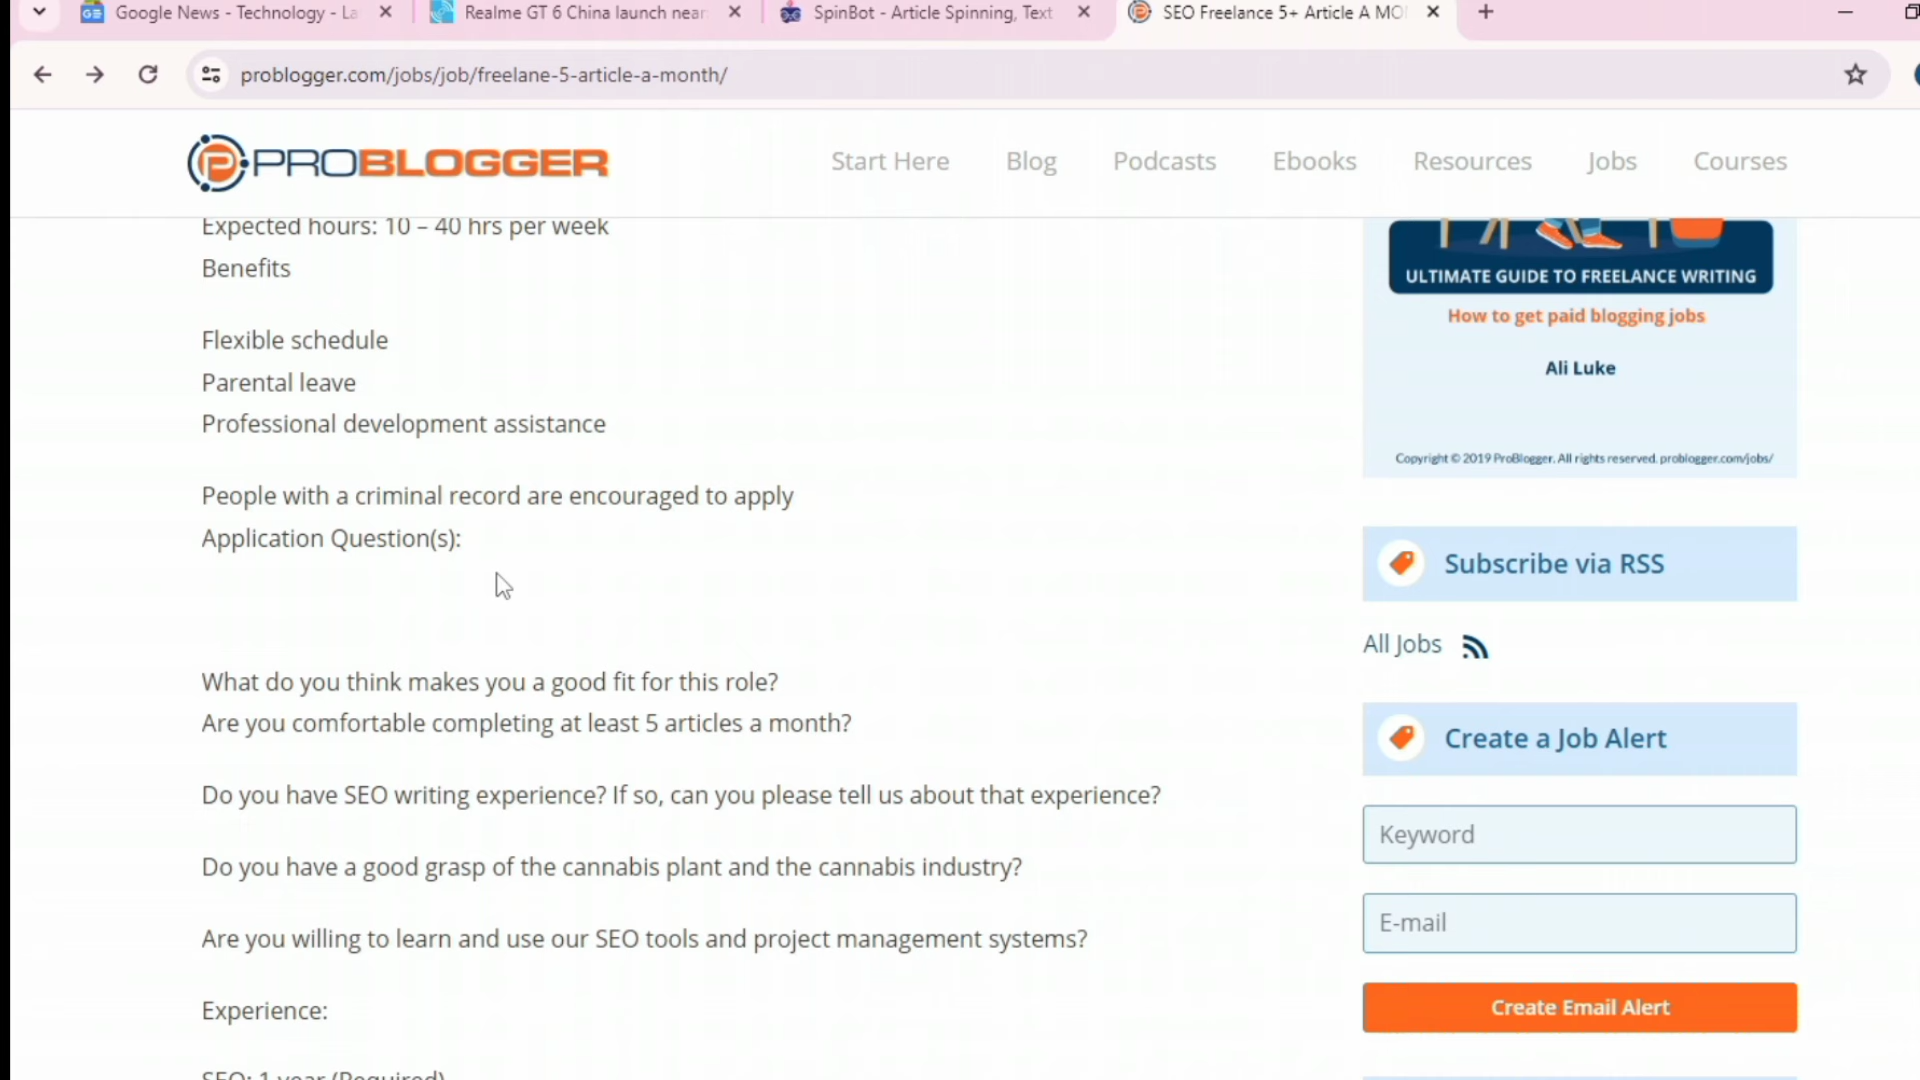 Google News - Technology - La
Realme GT 6 China launch near
SpinBot - Article Spinning, Text
SEO Freelance 5+ Article A MO
problogger.com/jobs/job/freelane-5-article-a-month/
PROBLOGGER
Start Here
Blog
Podcasts
Ebooks
Resources
Jobs
Courses
Expected hours: 10 – 40 hrs per week
Benefits
Flexible schedule
Parental leave
Professional development assistance
People with a criminal record are encouraged to apply
Application Question(s):
What do you think makes you a good fit for this role?
Are you comfortable completing at least 5 articles a month?
Do you have SEO writing experience? If so, can you please tell us about that experience?
Do you have a good grasp of the cannabis plant and the cannabis industry?
Are you willing to learn and use our SEO tools and project management systems?
Experience:
SEO: 1 year (Required)
ULTIMATE GUIDE TO FREELANCE WRITING
How to get paid blogging jobs
Ali Luke
Copyright © 2019 ProBlogger. All rights reserved. problogger.com/jobs/
Subscribe via RSS
All Jobs
Create a Job Alert
Keyword
E-mail
Create Email Alert